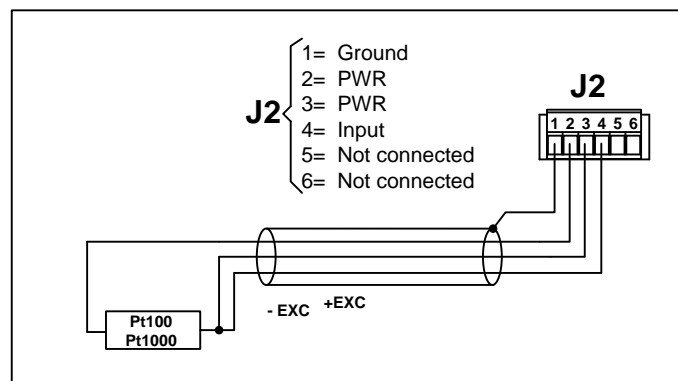 J2
1= Ground
2= PWR
3= PWR
4= Input
5= Not connected
6= Not connected
J2
1 2 3 4 5 6
- EXC +EXC
Pt100
Pt1000